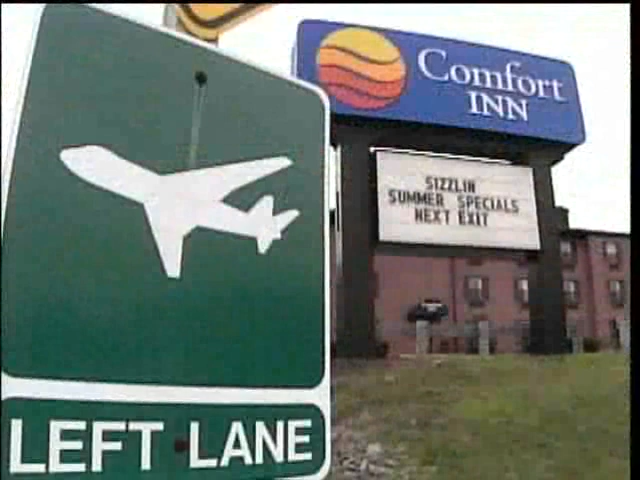 Comfort
INN
SIZZLIN
SUMMER SPECIALS
NEXT EXIT
LEFT LANE